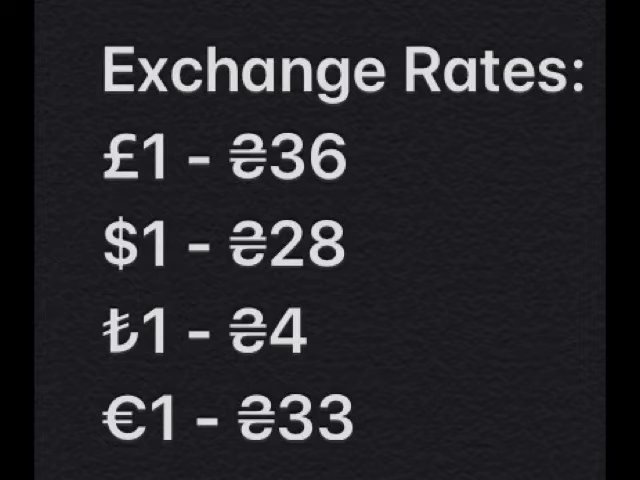 Exchange Rates:
£1 - ₴36
$1 - ₴28
₺1 - ₴4
€1 - ₴33